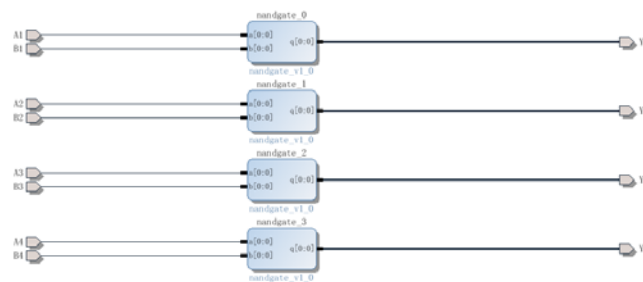 nandgate_0
A1 a[0:0] q[0:0] Y
B1 b[0:0]
nandgate_v1_0
nandgate_1
A2 a[0:0] q[0:0] Y
B2 b[0:0]
nandgate_v1_0
nandgate_2
A3 a[0:0] q[0:0] Y
B3 b[0:0]
nandgate_v1_0
nandgate_3
A4 a[0:0] q[0:0] Y
B4 b[0:0]
nandgate_v1_0